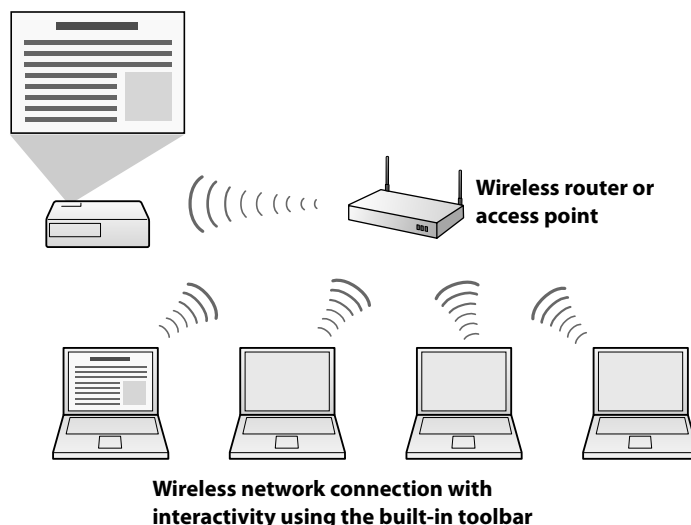 Wireless router or
access point
Wireless network connection with
interactivity using the built-in toolbar